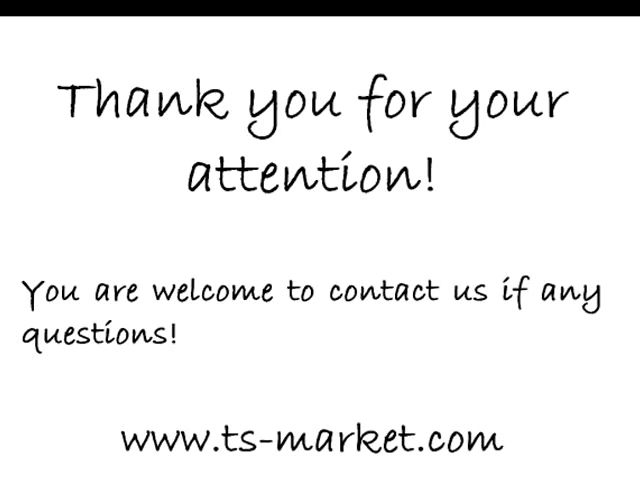 Thank you for your
attention!
You are welcome to contact us if any
questions!
www.ts-market.com